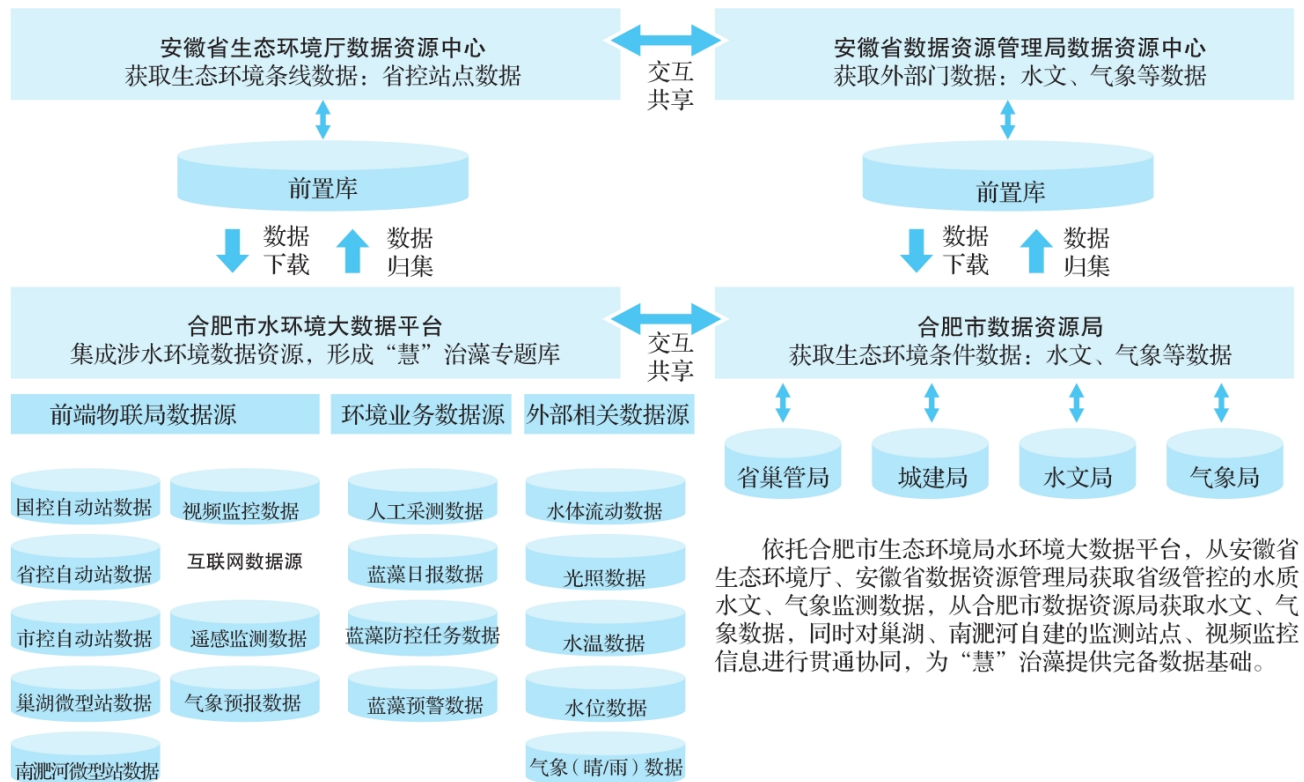 安徽省生态环境厅数据资源中心
获取生态环境条线数据：省控站点数据
交互
共享
安徽省数据资源管理局数据资源中心
获取外部门数据：水文、气象等数据
前置库
前置库
数据
下载
数据
归集
数据
下载
数据
归集
合肥市水环境大数据平台
集成涉水环境数据资源，形成“慧”治藻专题库
交互
共享
合肥市数据资源局
获取生态环境条件数据：水文、气象等数据
前端物联局数据源
环境业务数据源
外部相关数据源
国控自动站数据
省控自动站数据
市控自动站数据
巢湖微型站数据
南淝河微型站数据
视频监控数据
互联网数据源
遥感监测数据
气象预报数据
人工采测数据
蓝藻日报数据
蓝藻防控任务数据
蓝藻预警数据
水体流动数据
光照数据
水温数据
水位数据
气象（晴/雨）数据
省巢管局
城建局
水文局
气象局
依托合肥市生态环境局水环境大数据平台，从安徽省
生态环境厅、安徽省数据资源管理局获取省级管控的水质
水文、气象监测数据，从合肥市数据资源局获取水文、气
象数据，同时对巢湖、南淝河自建的监测站点、视频监控
信息进行贯通协同，为“慧”治藻提供完备数据基础。